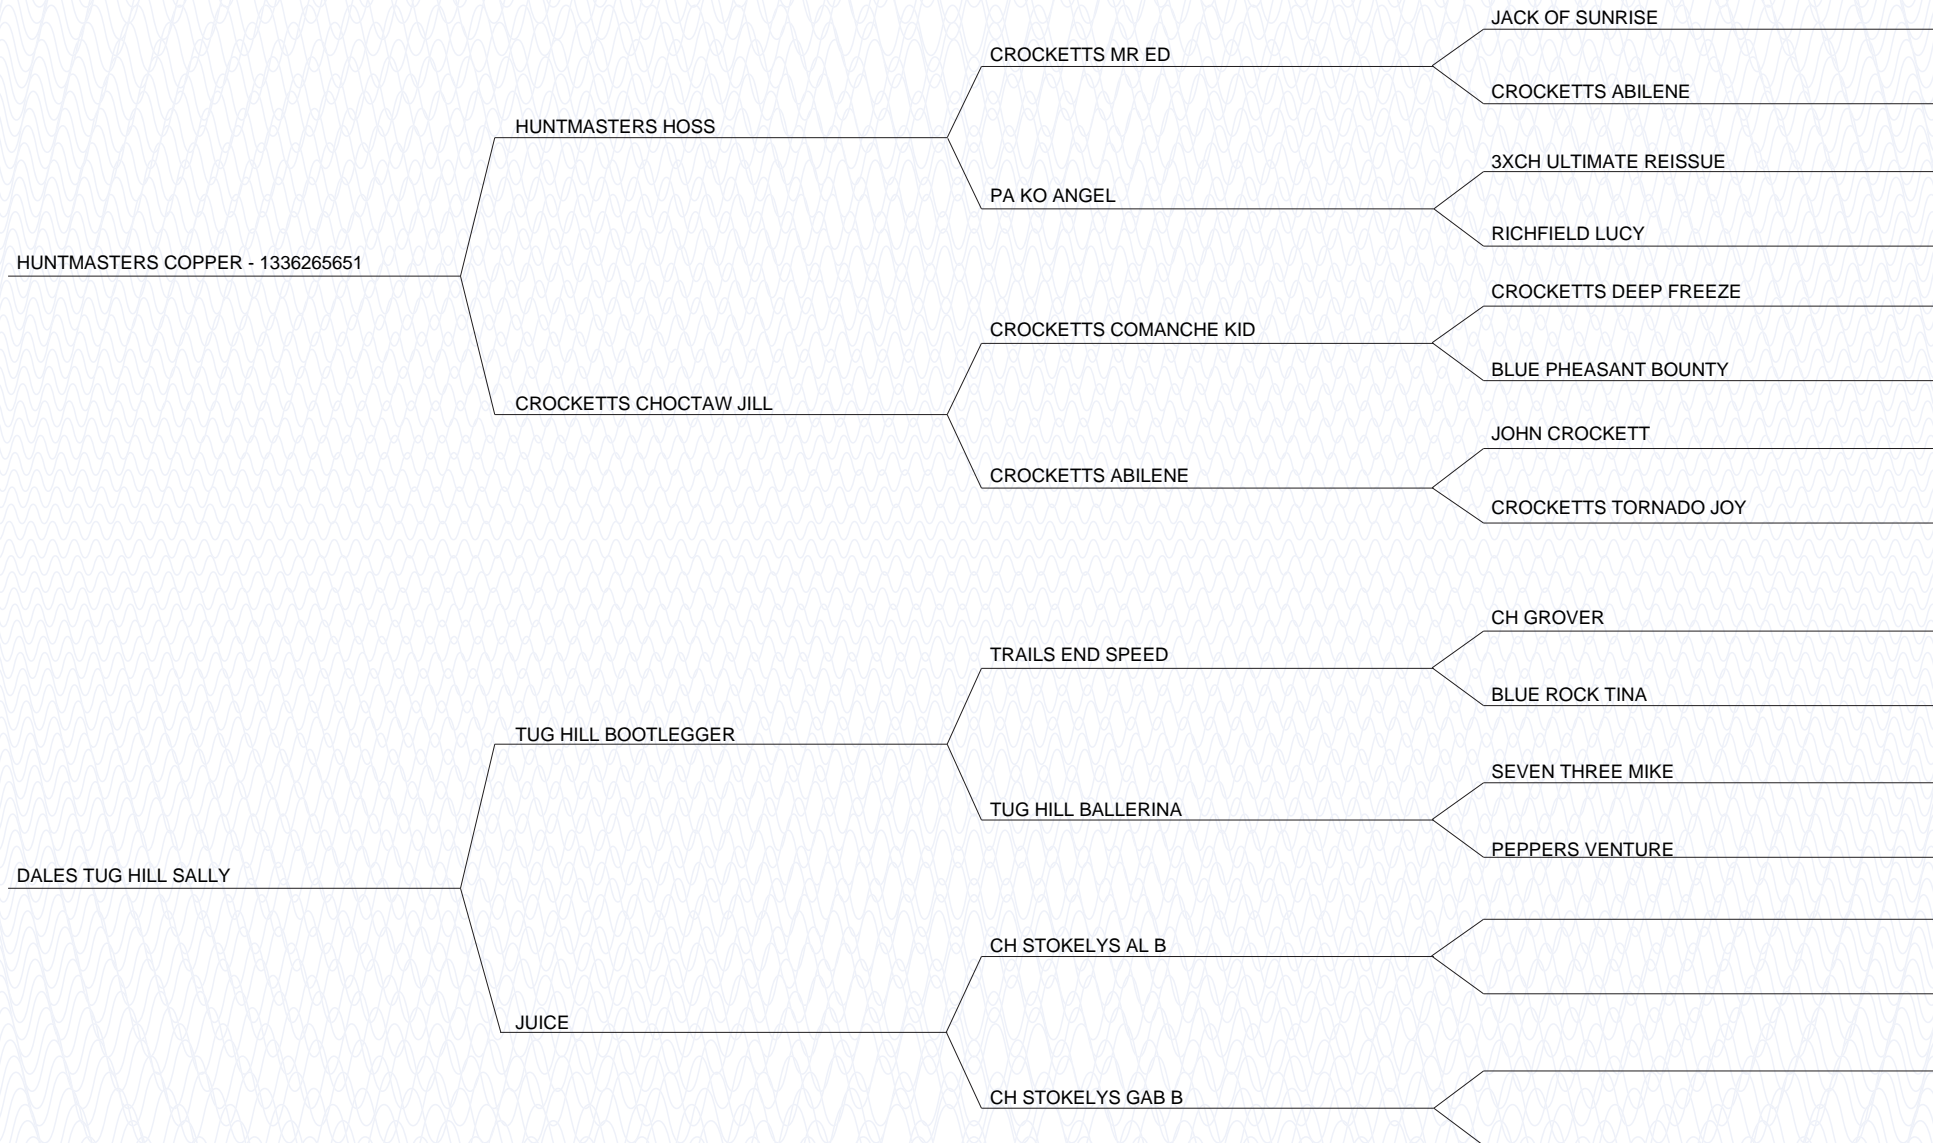 JACK OF SUNRISE
CROCKETTS MR ED
CROCKETTS ABILENE
HUNTMASTERS HOSS
3XCH ULTIMATE REISSUE
PA KO ANGEL
RICHFIELD LUCY
HUNTMASTERS COPPER - 1336265651
CROCKETTS DEEP FREEZE
CROCKETTS COMANCHE KID
BLUE PHEASANT BOUNTY
CROCKETTS CHOCTAW JILL
JOHN CROCKETT
CROCKETTS ABILENE
CROCKETTS TORNADO JOY
CH GROVER
TRAILS END SPEED
BLUE ROCK TINA
TUG HILL BOOTLEGGER
SEVEN THREE MIKE
TUG HILL BALLERINA
PEPPERS VENTURE
DALES TUG HILL SALLY
CH STOKELYS AL B
JUICE
CH STOKELYS GAB B